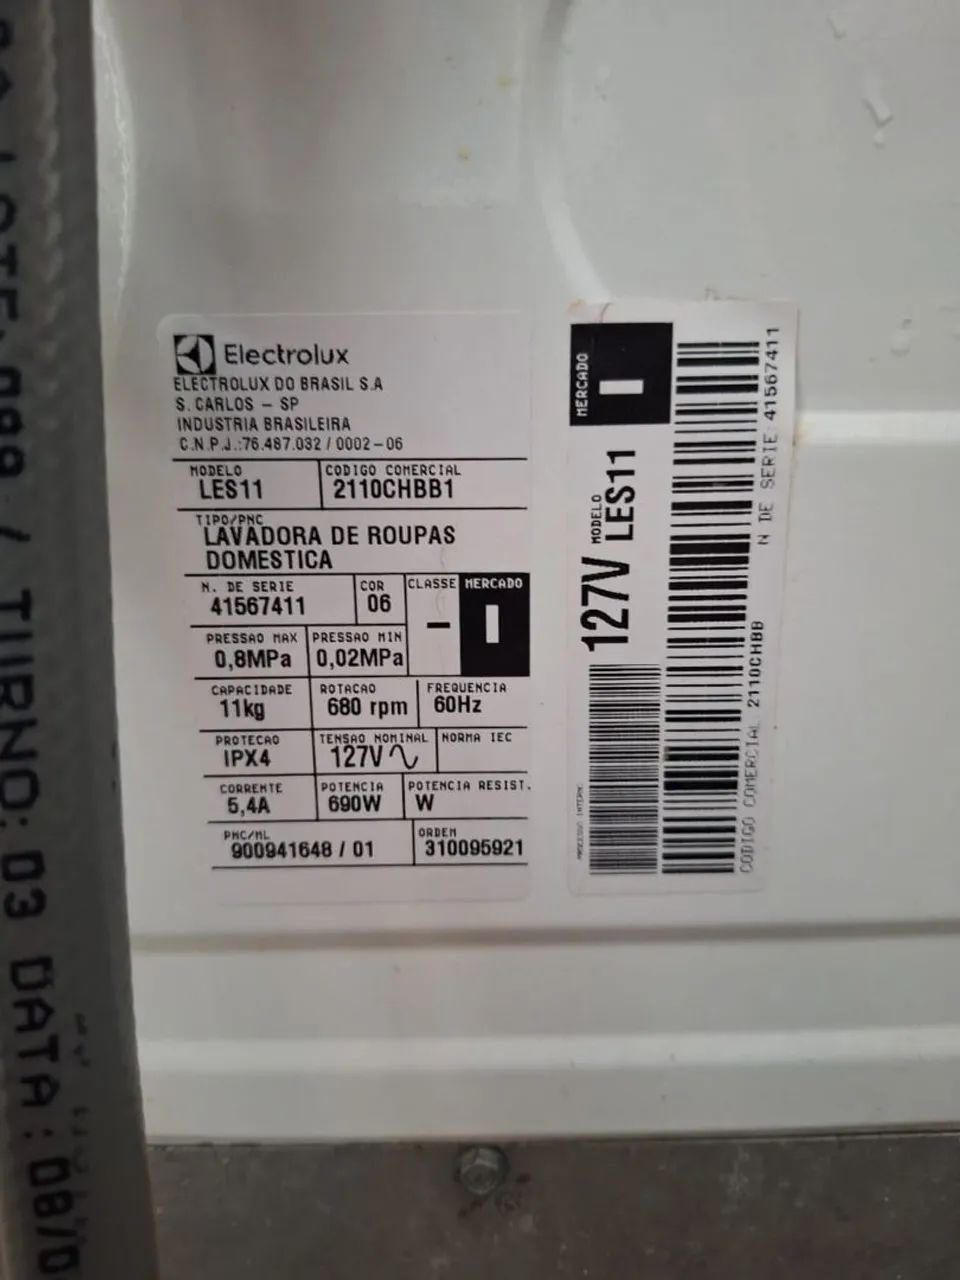 Electrolux
ELECTROLUX DO BRASIL S.A
S. CARLOS – SP
INDUSTRIA BRASILEIRA
C.N.P.J.:76.487.032 / 0002-06
MODELO CODIGO COMERCIAL
LES11 2110CHBB1
TIPO/PNC
LAVADORA DE ROUPAS
DOMESTICA
N. DE SERIE COR CLASSE MERCADO
41567411 06 – I
PRESSAO MAX PRESSAO MIN
0,8MPa 0,02MPa
CAPACIDADE ROTACAO FREQUENCIA
11kg 680 rpm 60Hz
PROTECAO TENSAO NOMINAL NORMA IEC
IPX4 127V
CORRENTE POTENCIA POTENCIA RESIST.
5,4A 690W W
PNC/ML ORDEM
900941648 / 01 310095921
MERCADO I
127V
MODELO
LES11
CODIGO COMERCIAL 2110CHBB
N DE SERIE:41567411
TURNO: 03 DATA: 08/0